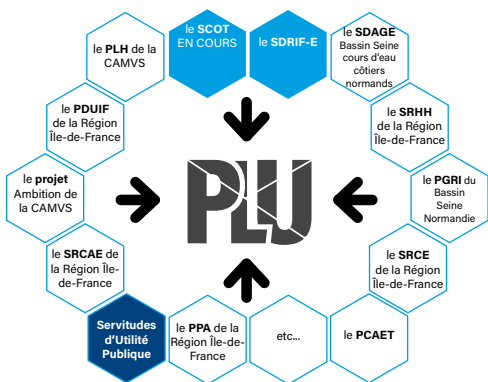 le SCOT
EN COURS
le SDRIF-E
le PLH de la
CAMVS
le SDAGE
Bassin Seine
cours d'eau
côtiers
normands
le PDUIF
de la Région
Île-de-France
le SRHH
de la Région
Île-de-France
le projet
Ambition de
la CAMVS
PLU
le PGRI du
Bassin
Seine
Normandie
le SRCAE de
la Région Île-
de-France
le SRCE
de la Région
Île-de-France
Servitudes
d'Utilité
Publique
le PPA de la
Région Île-de-
France
etc...
le PCAET